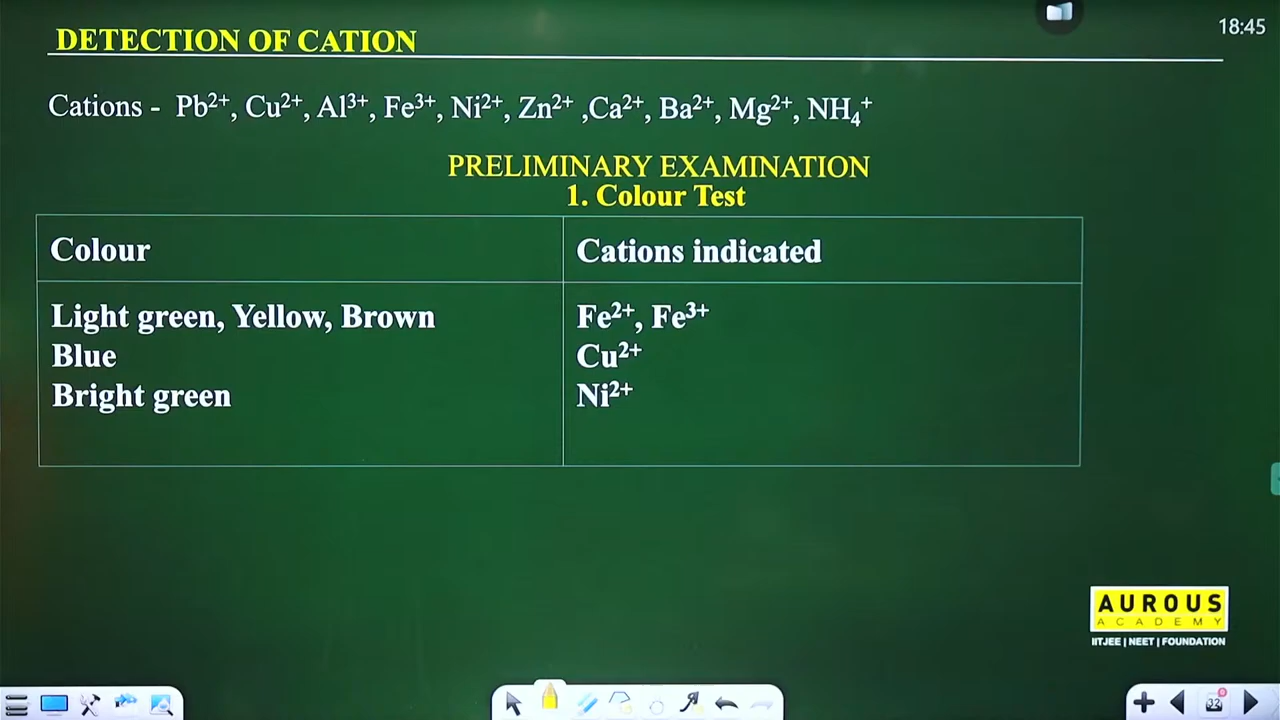 18:45
DETECTION OF CATION
Cations - Pb²⁺, Cu²⁺, Al³⁺, Fe³⁺, Ni²⁺, Zn²⁺ ,Ca²⁺, Ba²⁺, Mg²⁺, NH₄⁺
PRELIMINARY EXAMINATION
1. Colour Test
Colour Cations indicated
Light green, Yellow, Brown Fe²⁺, Fe³⁺
Blue Cu²⁺
Bright green Ni²⁺
AUROUS
ACADEMY
IITJEE | NEET | FOUNDATION
32